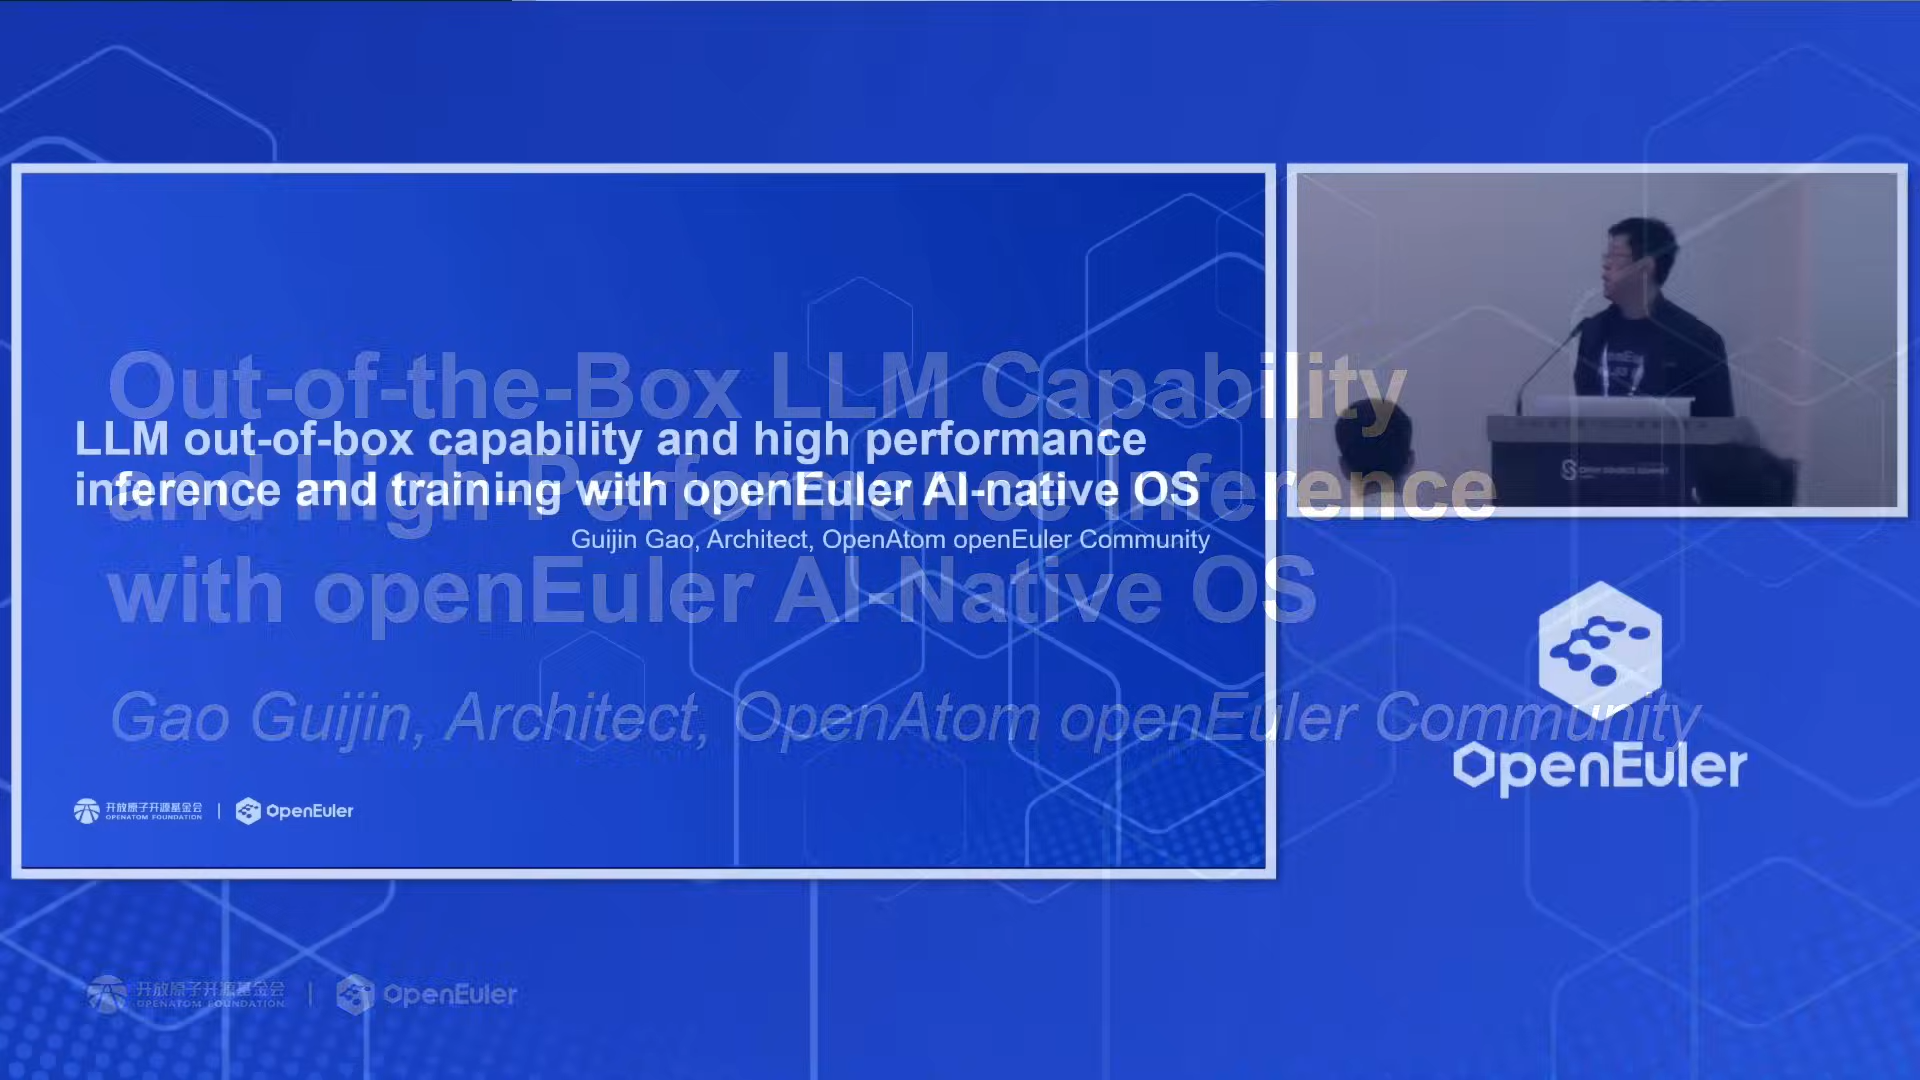 Out-of-the-Box LLM Capability
and High Performance Inference
with openEuler AI-Native OS
Gao Guijin, Architect, OpenAtom openEuler Community
LLM out-of-box capability and high performance
inference and training with openEuler AI-native OS
Guijin Gao, Architect, OpenAtom openEuler Community
开放原子开源基金会
OPENATOM FOUNDATION
OpenEuler
OPEN SOURCE SUMMIT
OpenEuler
开放原子开源基金会
OPENATOM FOUNDATION
OpenEuler